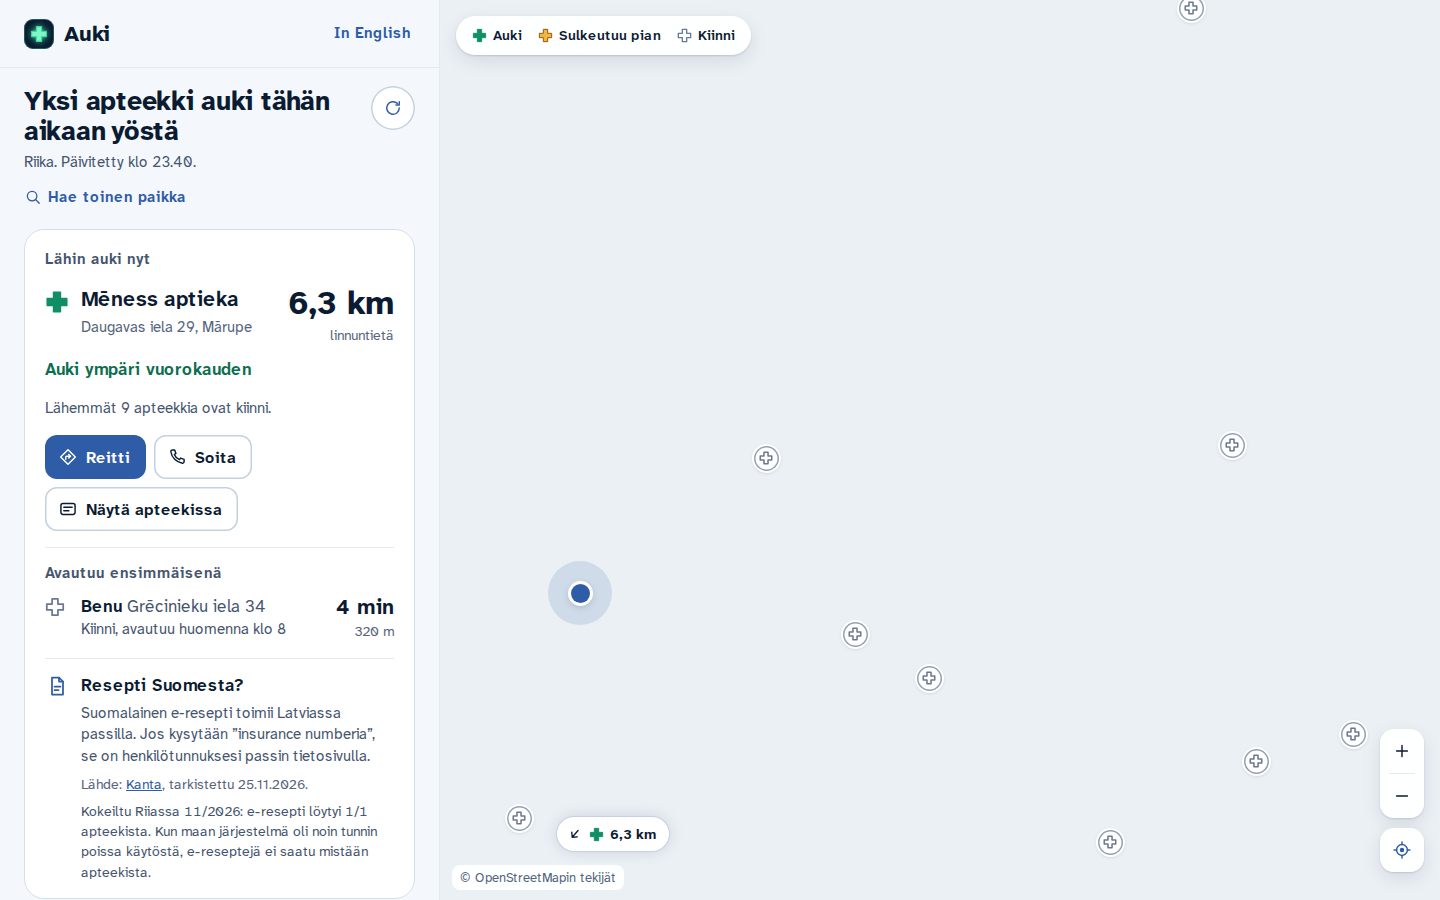 Auki
In English
Yksi apteekki auki tähän
aikaan yöstä
Riika. Päivitetty klo 23.40.
Hae toinen paikka
Lähin auki nyt
Mēness aptieka
6,3 km
Daugavas iela 29, Mārupe
linnuntietä
Auki ympäri vuorokauden
Lähemmät 9 apteekkia ovat kiinni.
Reitti
Soita
Näytä apteekissa
Avautuu ensimmäisenä
Benu Grēcinieku iela 34
4 min
Kiinni, avautuu huomenna klo 8
320 m
Resepti Suomesta?
Suomalainen e-resepti toimii Latviassa
passilla. Jos kysytään ”insurance numberia”,
se on henkilötunnuksesi passin tietosivulla.
Lähde: Kanta, tarkistettu 25.11.2026.
Kokeiltu Riiassa 11/2026: e-resepti löytyi 1/1
apteekista. Kun maan järjestelmä oli noin tunnin
poissa käytöstä, e-reseptejä ei saatu mistään
apteekista.
Auki
Sulkeutuu pian
Kiinni
6,3 km
© OpenStreetMapin tekijät